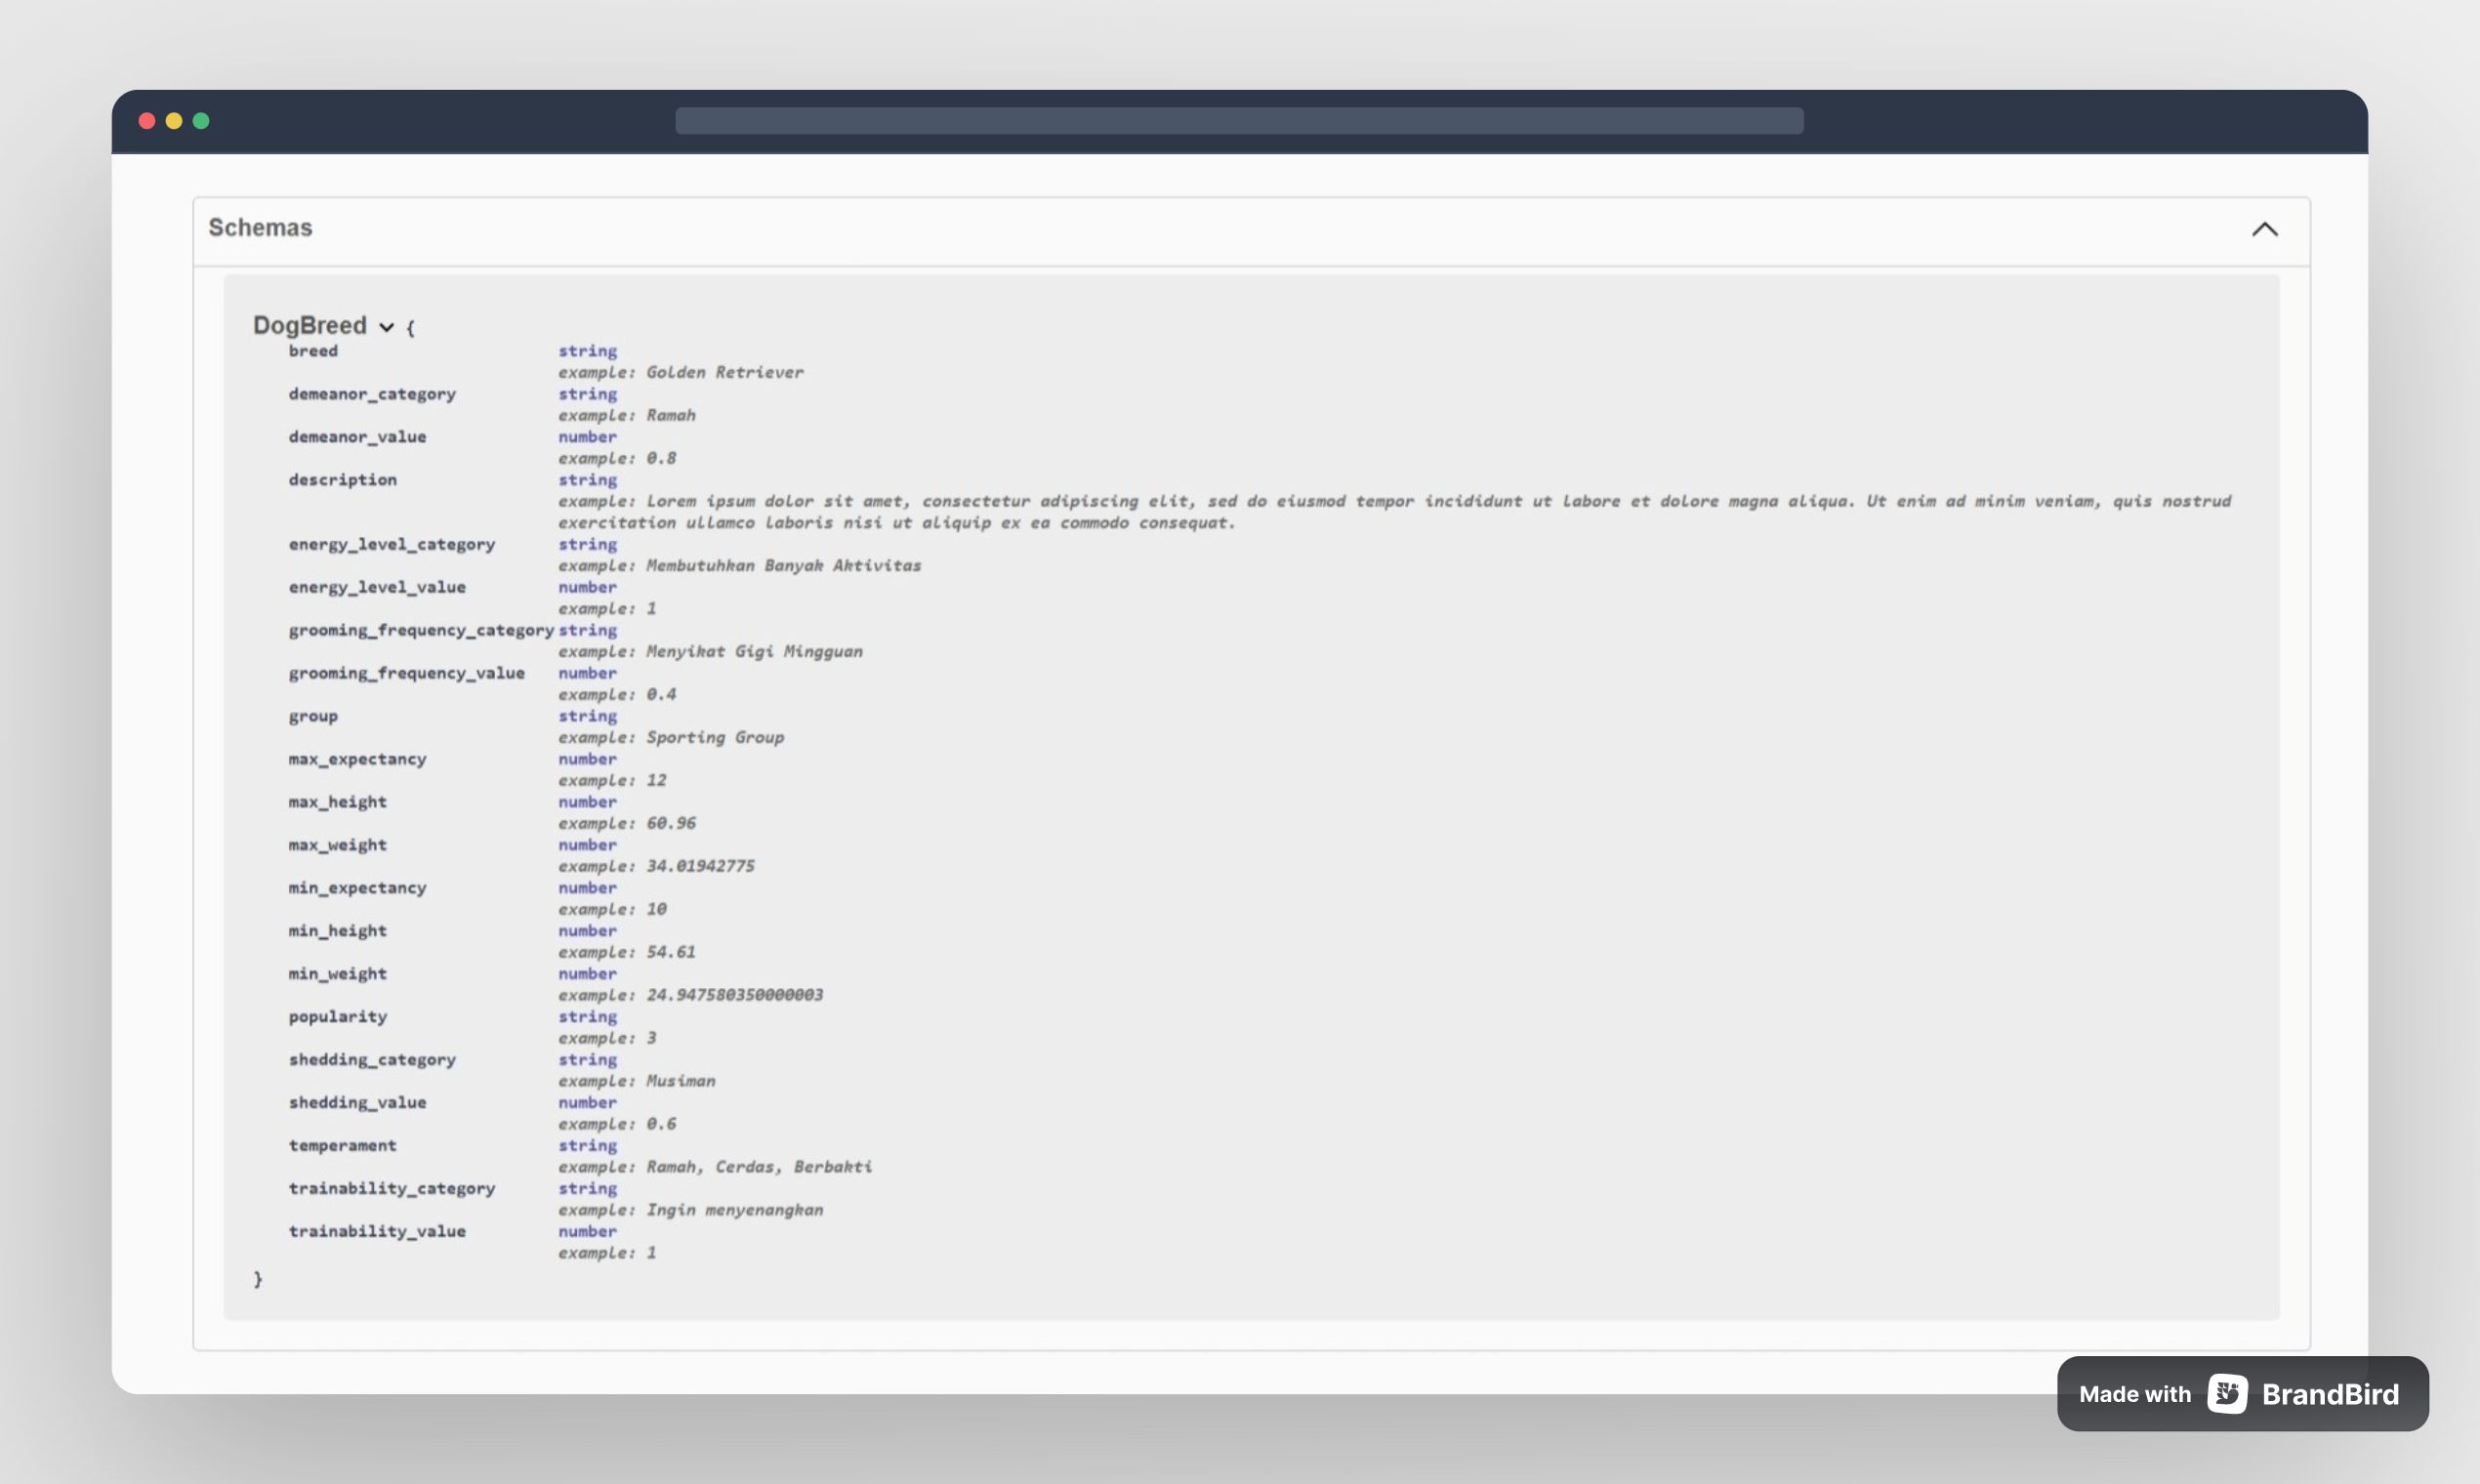 Schemas
DogBreed {
breed string
example: Golden Retriever
demeanor_category string
example: Ramah
demeanor_value number
example: 0.8
description string
example: Lorem ipsum dolor sit amet, consectetur adipiscing elit, sed do eiusmod tempor incididunt ut labore et dolore magna aliqua. Ut enim ad minim veniam, quis nostrud
exercitation ullamco laboris nisi ut aliquip ex ea commodo consequat.
energy_level_category string
example: Membutuhkan Banyak Aktivitas
energy_level_value number
example: 1
grooming_frequency_category string
example: Menyikat Gigi Mingguan
grooming_frequency_value number
example: 0.4
group string
example: Sporting Group
max_expectancy number
example: 12
max_height number
example: 60.96
max_weight number
example: 34.01942775
min_expectancy number
example: 10
min_height number
example: 54.61
min_weight number
example: 24.947580350000003
popularity string
example: 3
shedding_category string
example: Musiman
shedding_value number
example: 0.6
temperament string
example: Ramah, Cerdas, Berbakti
trainability_category string
example: Ingin menyenangkan
trainability_value number
example: 1
}
Made with BrandBird